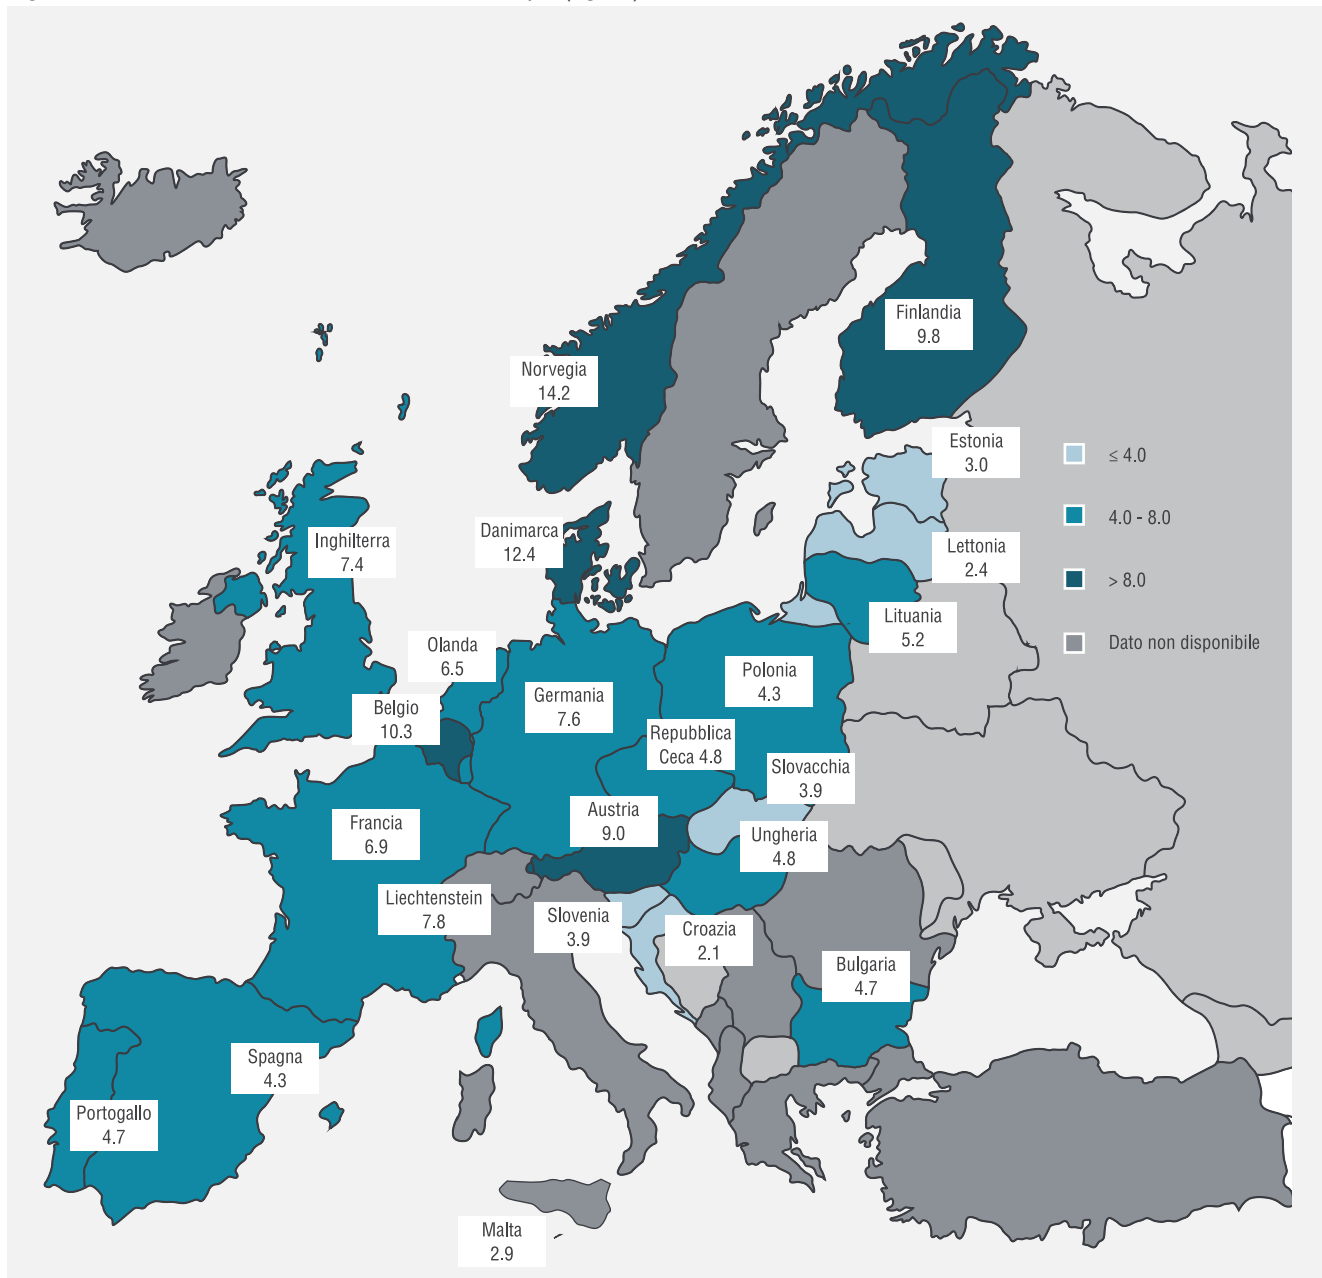 Finlandia
9.8
Norvegia
14.2
Estonia
3.0
≤ 4.0
4.0 - 8.0
> 8.0
Dato non disponibile
Danimarca
12.4
Inghilterra
7.4
Lettonia
2.4
Lituania
5.2
Olanda
6.5
Polonia
4.3
Germania
7.6
Belgio
10.3
Repubblica
Ceca 4.8
Slovacchia
3.9
Austria
9.0
Francia
6.9
Ungheria
4.8
Liechtenstein
7.8
Slovenia
3.9
Croazia
2.1
Bulgaria
4.7
Spagna
4.3
Portogallo
4.7
Malta
2.9